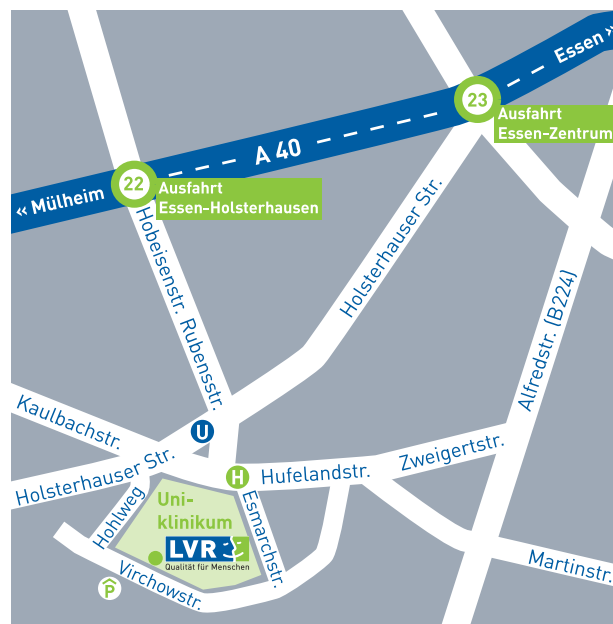 Essen »
23
Ausfahrt
Essen-Zentrum
A 40
22
Ausfahrt
Essen-Holsterhausen
« Mülheim
Hobeisenstr.
Rubensstr.
Holsterhauser Str.
Alfredstr. (B224)
Kaulbachstr.
U
Holsterhauser Str.
H
Hufelandstr.
Zweigertstr.
Hohlweg
Uni-
klinikum
Esmarchstr.
LVR
Qualität für Menschen
Virchowstr.
P
Martinstr.